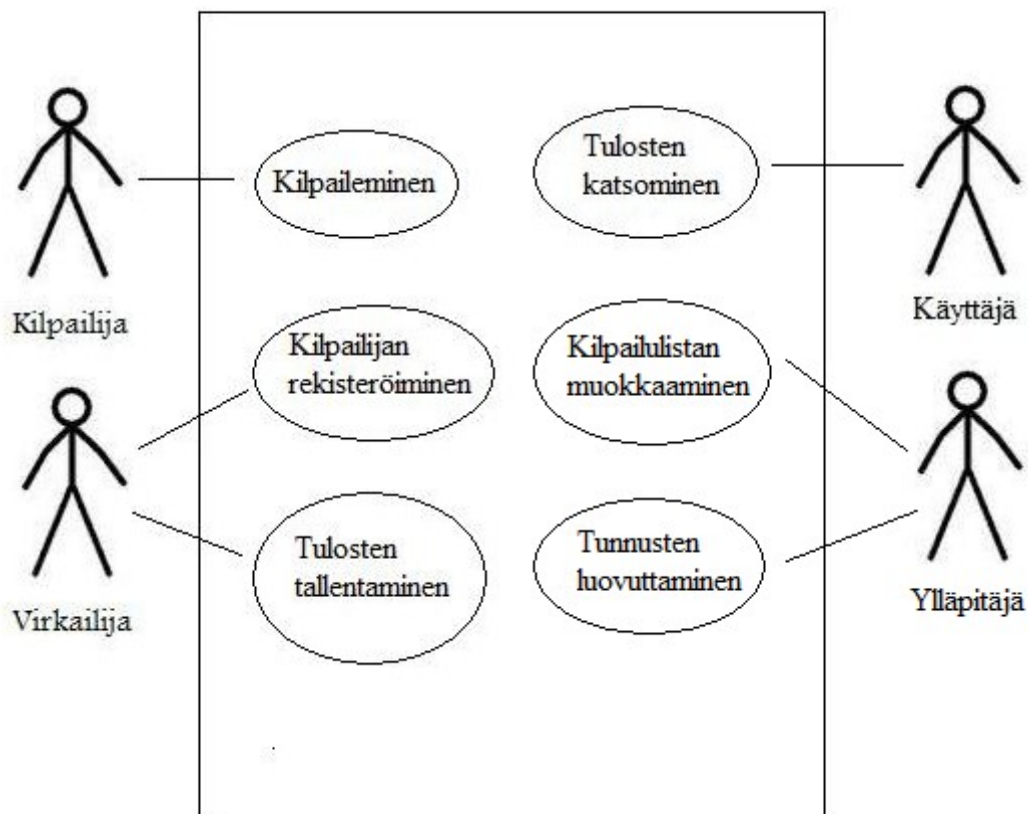 Kilpaileminen
Tulosten
katsominen
Kilpailija
Käyttäjä
Kilpailijan
rekisteröiminen
Kilpailulistan
muokkaaminen
Tulosten
tallentaminen
Tunnusten
luovuttaminen
Virkailija
Ylläpitäjä